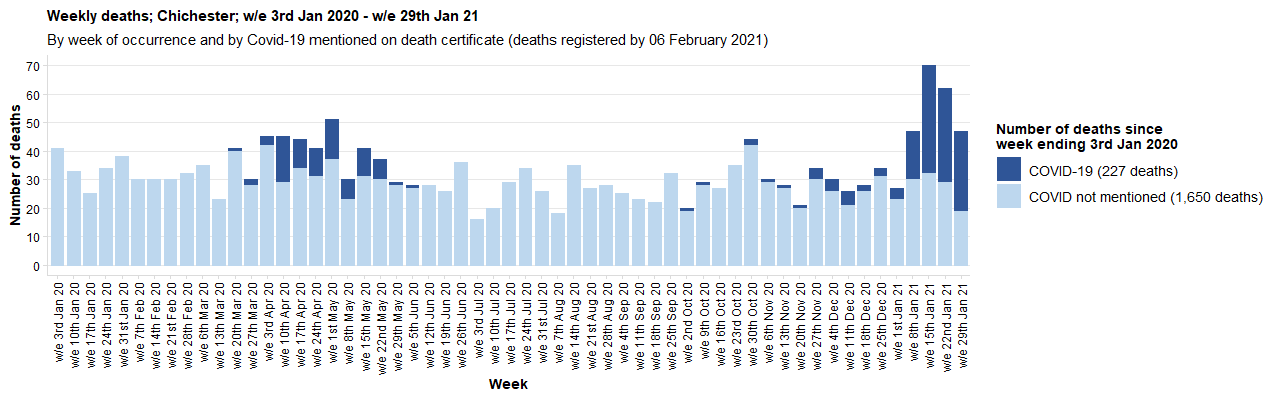 Weekly deaths; Chichester; w/e 3rd Jan 2020 - w/e 29th Jan 21
By week of occurrence and by Covid-19 mentioned on death certificate (deaths registered by 06 February 2021)
Number of deaths
70
60
50
40
30
20
10
0
w/e 3rd Jan 20
w/e 10th Jan 20
w/e 17th Jan 20
w/e 24th Jan 20
w/e 31st Jan 20
w/e 7th Feb 20
w/e 14th Feb 20
w/e 21st Feb 20
w/e 28th Feb 20
w/e 6th Mar 20
w/e 13th Mar 20
w/e 20th Mar 20
w/e 27th Mar 20
w/e 3rd Apr 20
w/e 10th Apr 20
w/e 17th Apr 20
w/e 24th Apr 20
w/e 1st May 20
w/e 8th May 20
w/e 15th May 20
w/e 22nd May 20
w/e 29th May 20
w/e 5th Jun 20
w/e 12th Jun 20
w/e 19th Jun 20
w/e 26th Jun 20
w/e 3rd Jul 20
w/e 10th Jul 20
w/e 17th Jul 20
w/e 24th Jul 20
w/e 31st Jul 20
w/e 7th Aug 20
w/e 14th Aug 20
w/e 21st Aug 20
w/e 28th Aug 20
w/e 4th Sep 20
w/e 11th Sep 20
w/e 18th Sep 20
w/e 25th Sep 20
w/e 2nd Oct 20
w/e 9th Oct 20
w/e 16th Oct 20
w/e 23rd Oct 20
w/e 30th Oct 20
w/e 6th Nov 20
w/e 13th Nov 20
w/e 20th Nov 20
w/e 27th Nov 20
w/e 4th Dec 20
w/e 11th Dec 20
w/e 18th Dec 20
w/e 25th Dec 20
w/e 1st Jan 21
w/e 8th Jan 21
w/e 15th Jan 21
w/e 22nd Jan 21
w/e 29th Jan 21
Week
Number of deaths since
week ending 3rd Jan 2020
COVID-19 (227 deaths)
COVID not mentioned (1,650 deaths)